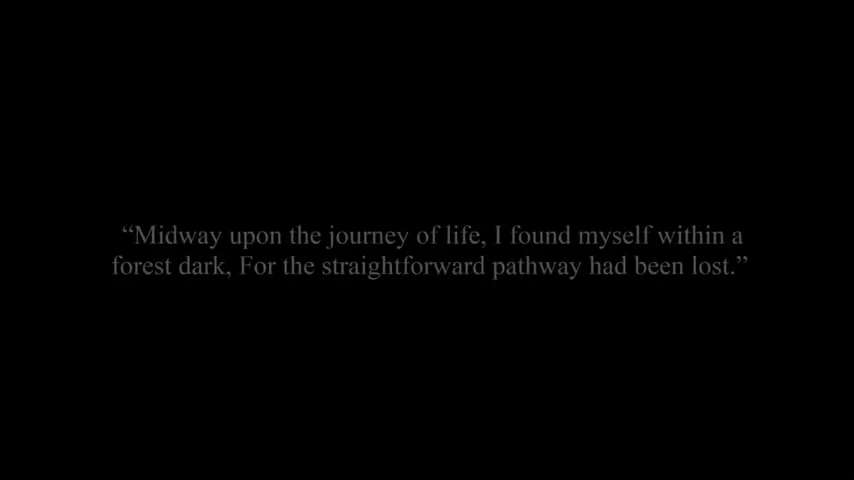 “Midway upon the journey of life, I found myself within a
forest dark, For the straightforward pathway had been lost.”